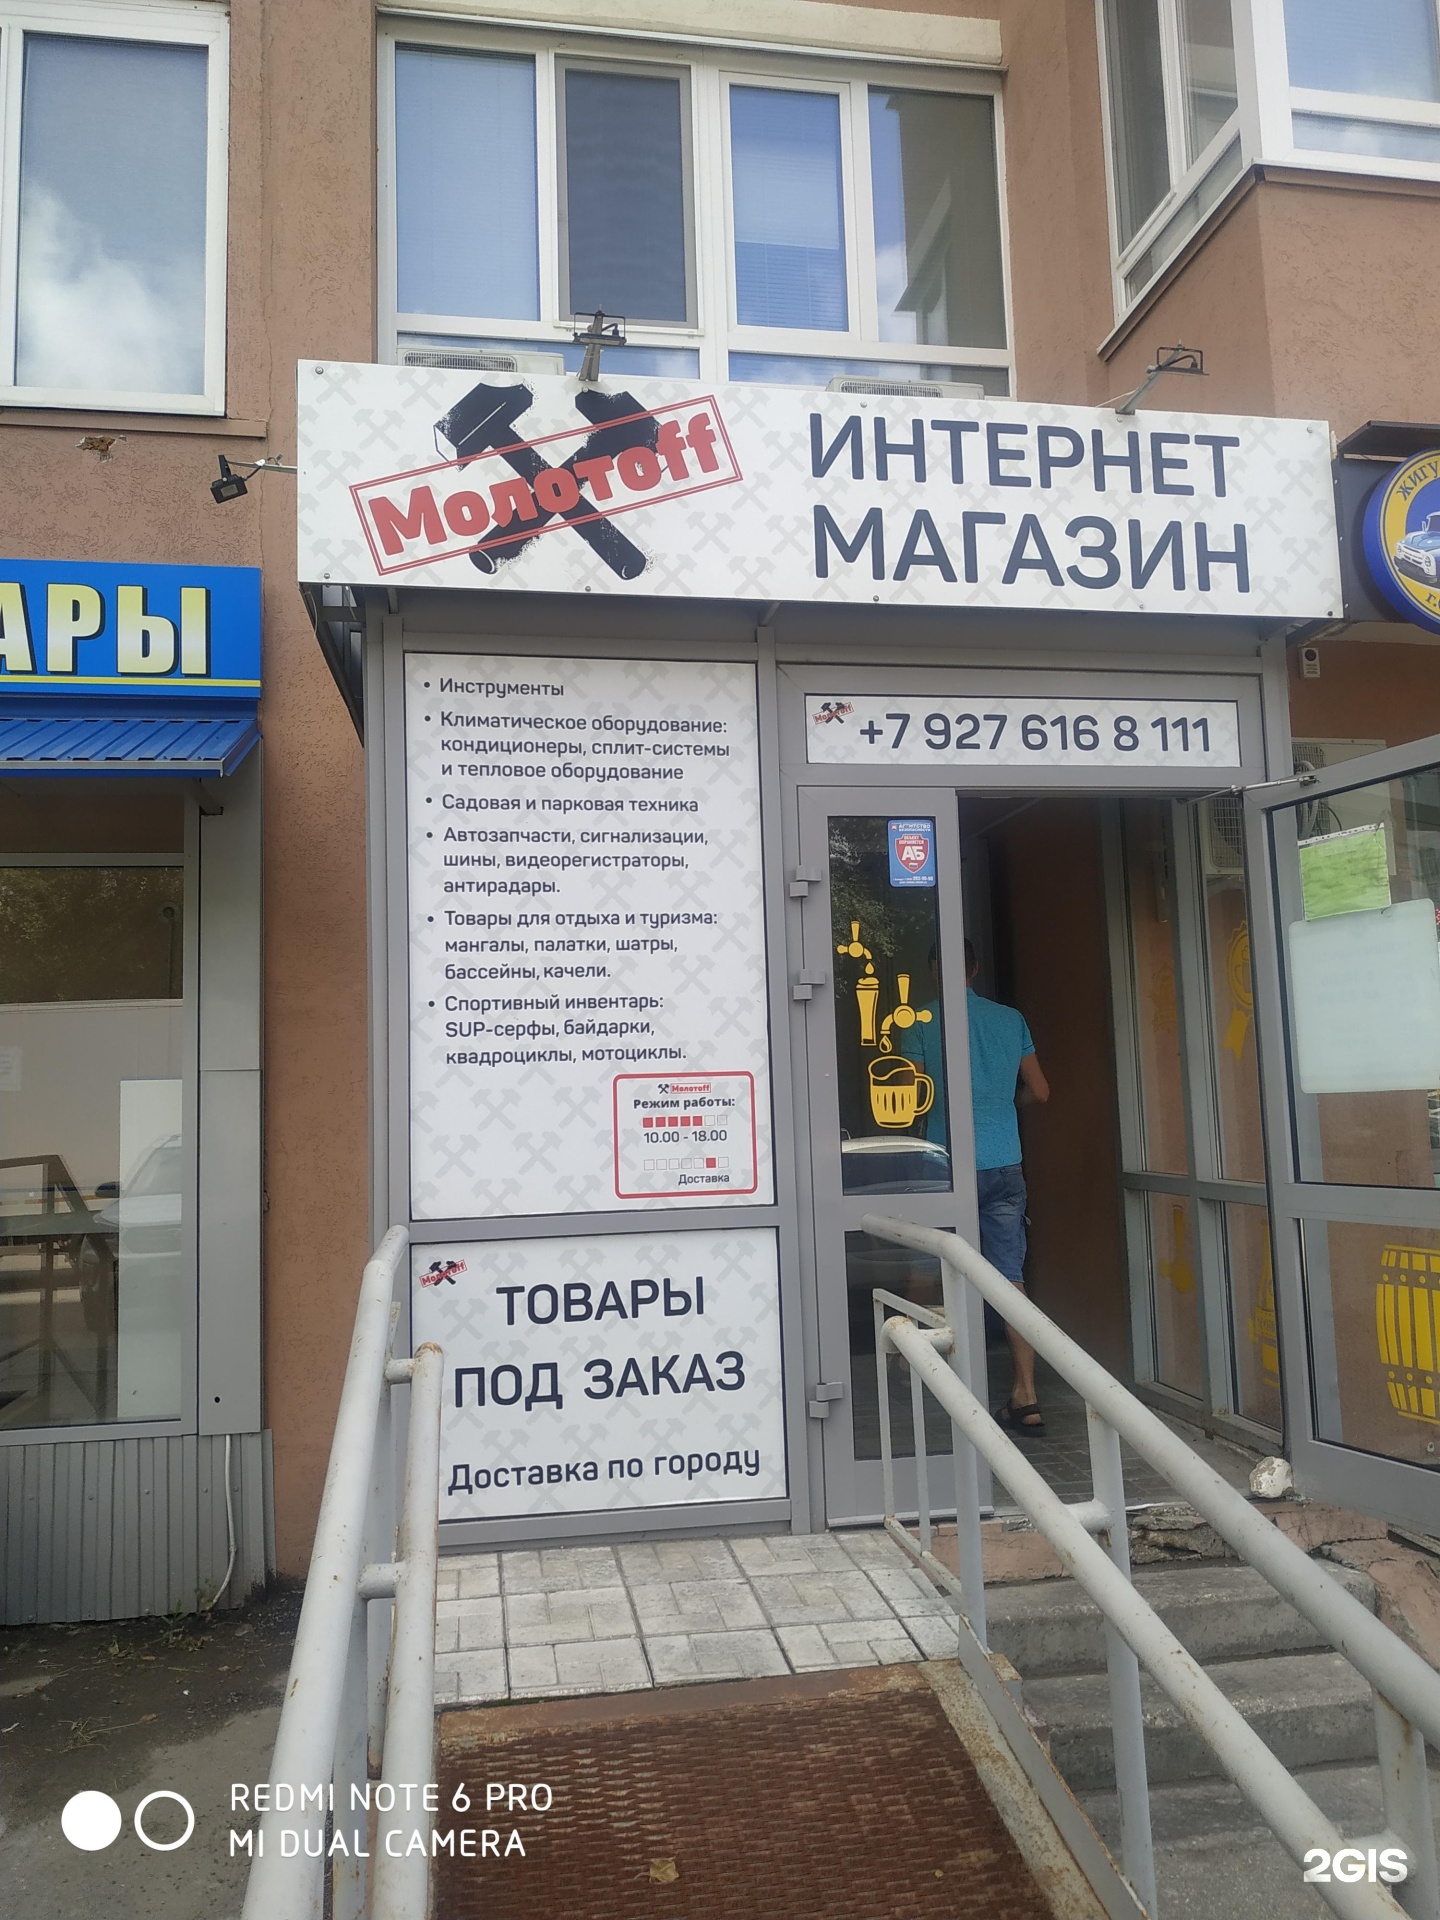 Молотоff
ИНТЕРНЕТ
МАГАЗИН
ЖИГУ
АРЫ
• Инструменты
• Климатическое оборудование:
кондиционеры, сплит-системы
и тепловое оборудование
• Садовая и парковая техника
• Автозапчасти, сигнализации,
шины, видеорегистраторы,
антирадары.
• Товары для отдыха и туризма:
мангалы, палатки, шатры,
бассейны, качели.
• Спортивный инвентарь:
SUP-серфы, байдарки,
квадроциклы, мотоциклы.
Молотоff
Режим работы:
10.00 - 18.00
Доставка
Молотоff
+7 927 616 8 111
АБ
Молотоff
ТОВАРЫ
ПОД ЗАКАЗ
Доставка по городу
REDMI NOTE 6 PRO
MI DUAL CAMERA
2GIS